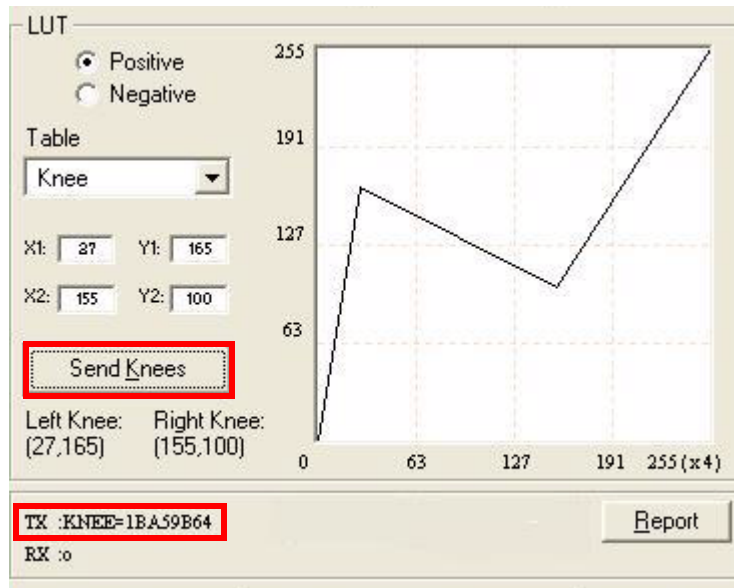 LUT
Positive
Negative
Table
Knee
X1: 27 Y1: 165
X2: 155 Y2: 100
Send Knees
Left Knee: Right Knee:
(27,165) (155,100)
255
191
127
63
0 63 127 191 255(x4)
TX :KNEE=1BA59B64
Report
RX :o